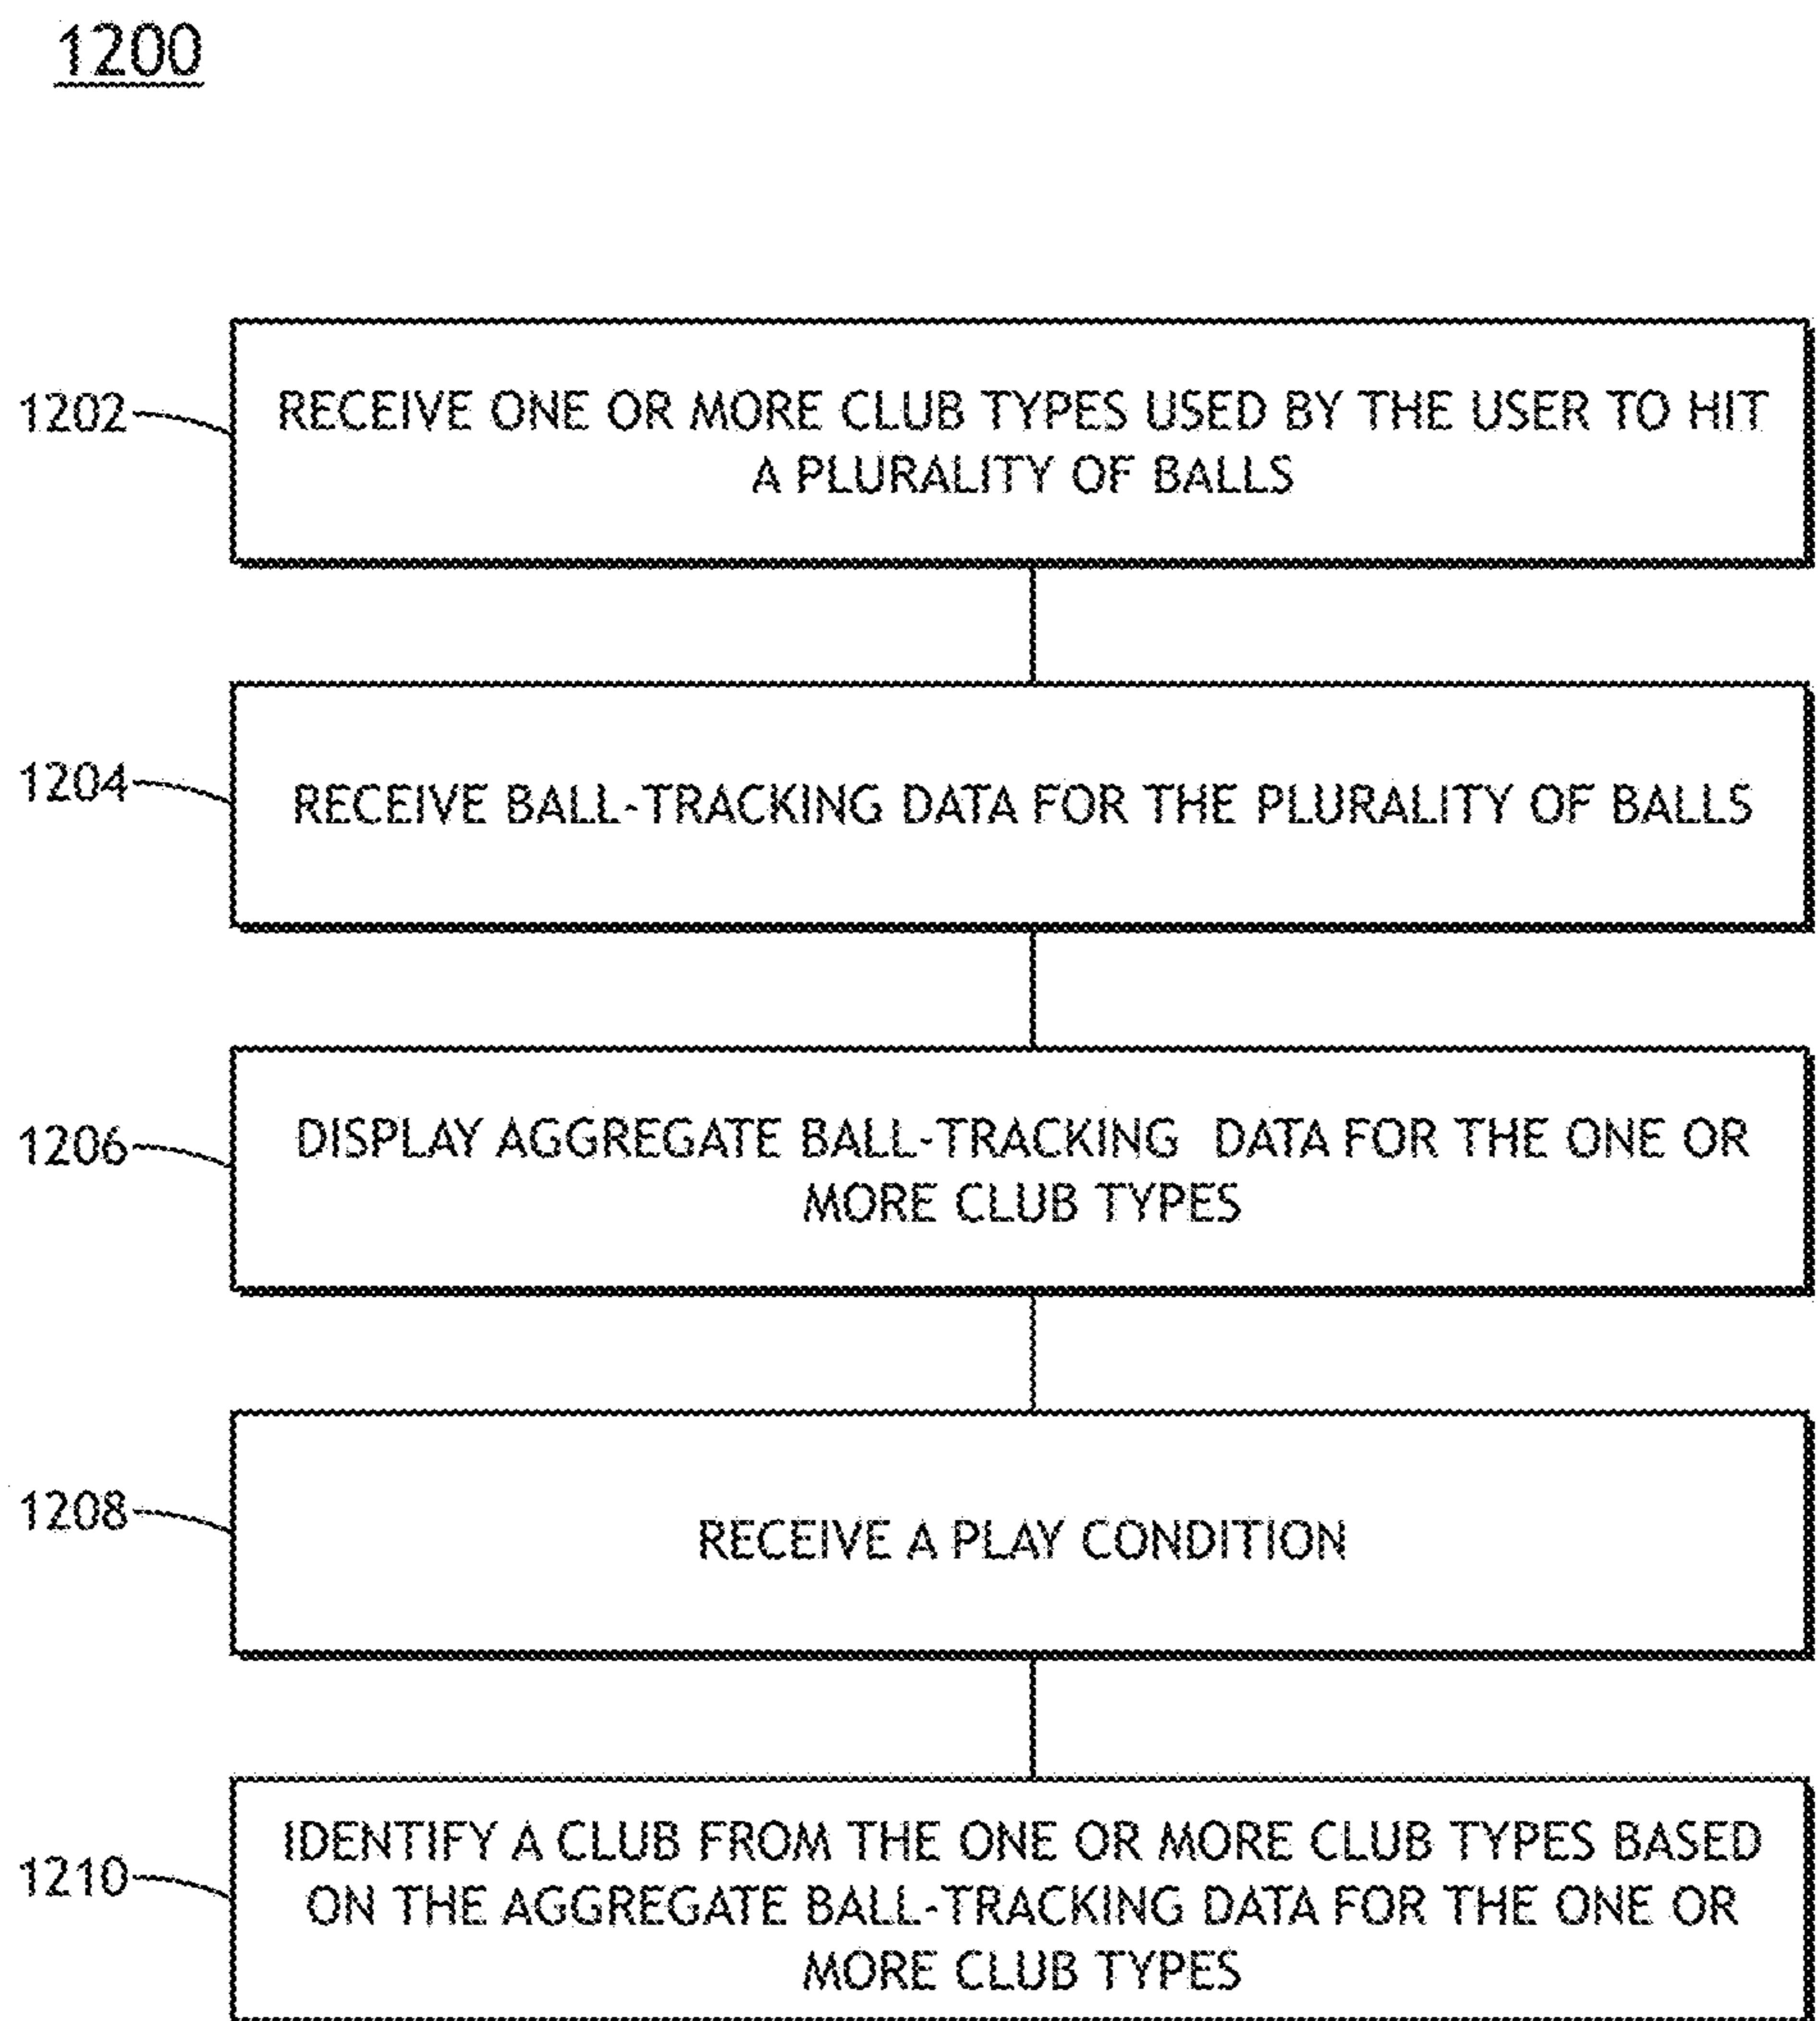 1200
1202
RECEIVE ONE OR MORE CLUB TYPES USED BY THE USER TO HIT
A PLURALITY OF BALLS
1204
RECEIVE BALL-TRACKING DATA FOR THE PLURALITY OF BALLS
1206
DISPLAY AGGREGATE BALL-TRACKING DATA FOR THE ONE OR
MORE CLUB TYPES
1208
RECEIVE A PLAY CONDITION
1210
IDENTIFY A CLUB FROM THE ONE OR MORE CLUB TYPES BASED
ON THE AGGREGATE BALL-TRACKING DATA FOR THE ONE OR
MORE CLUB TYPES